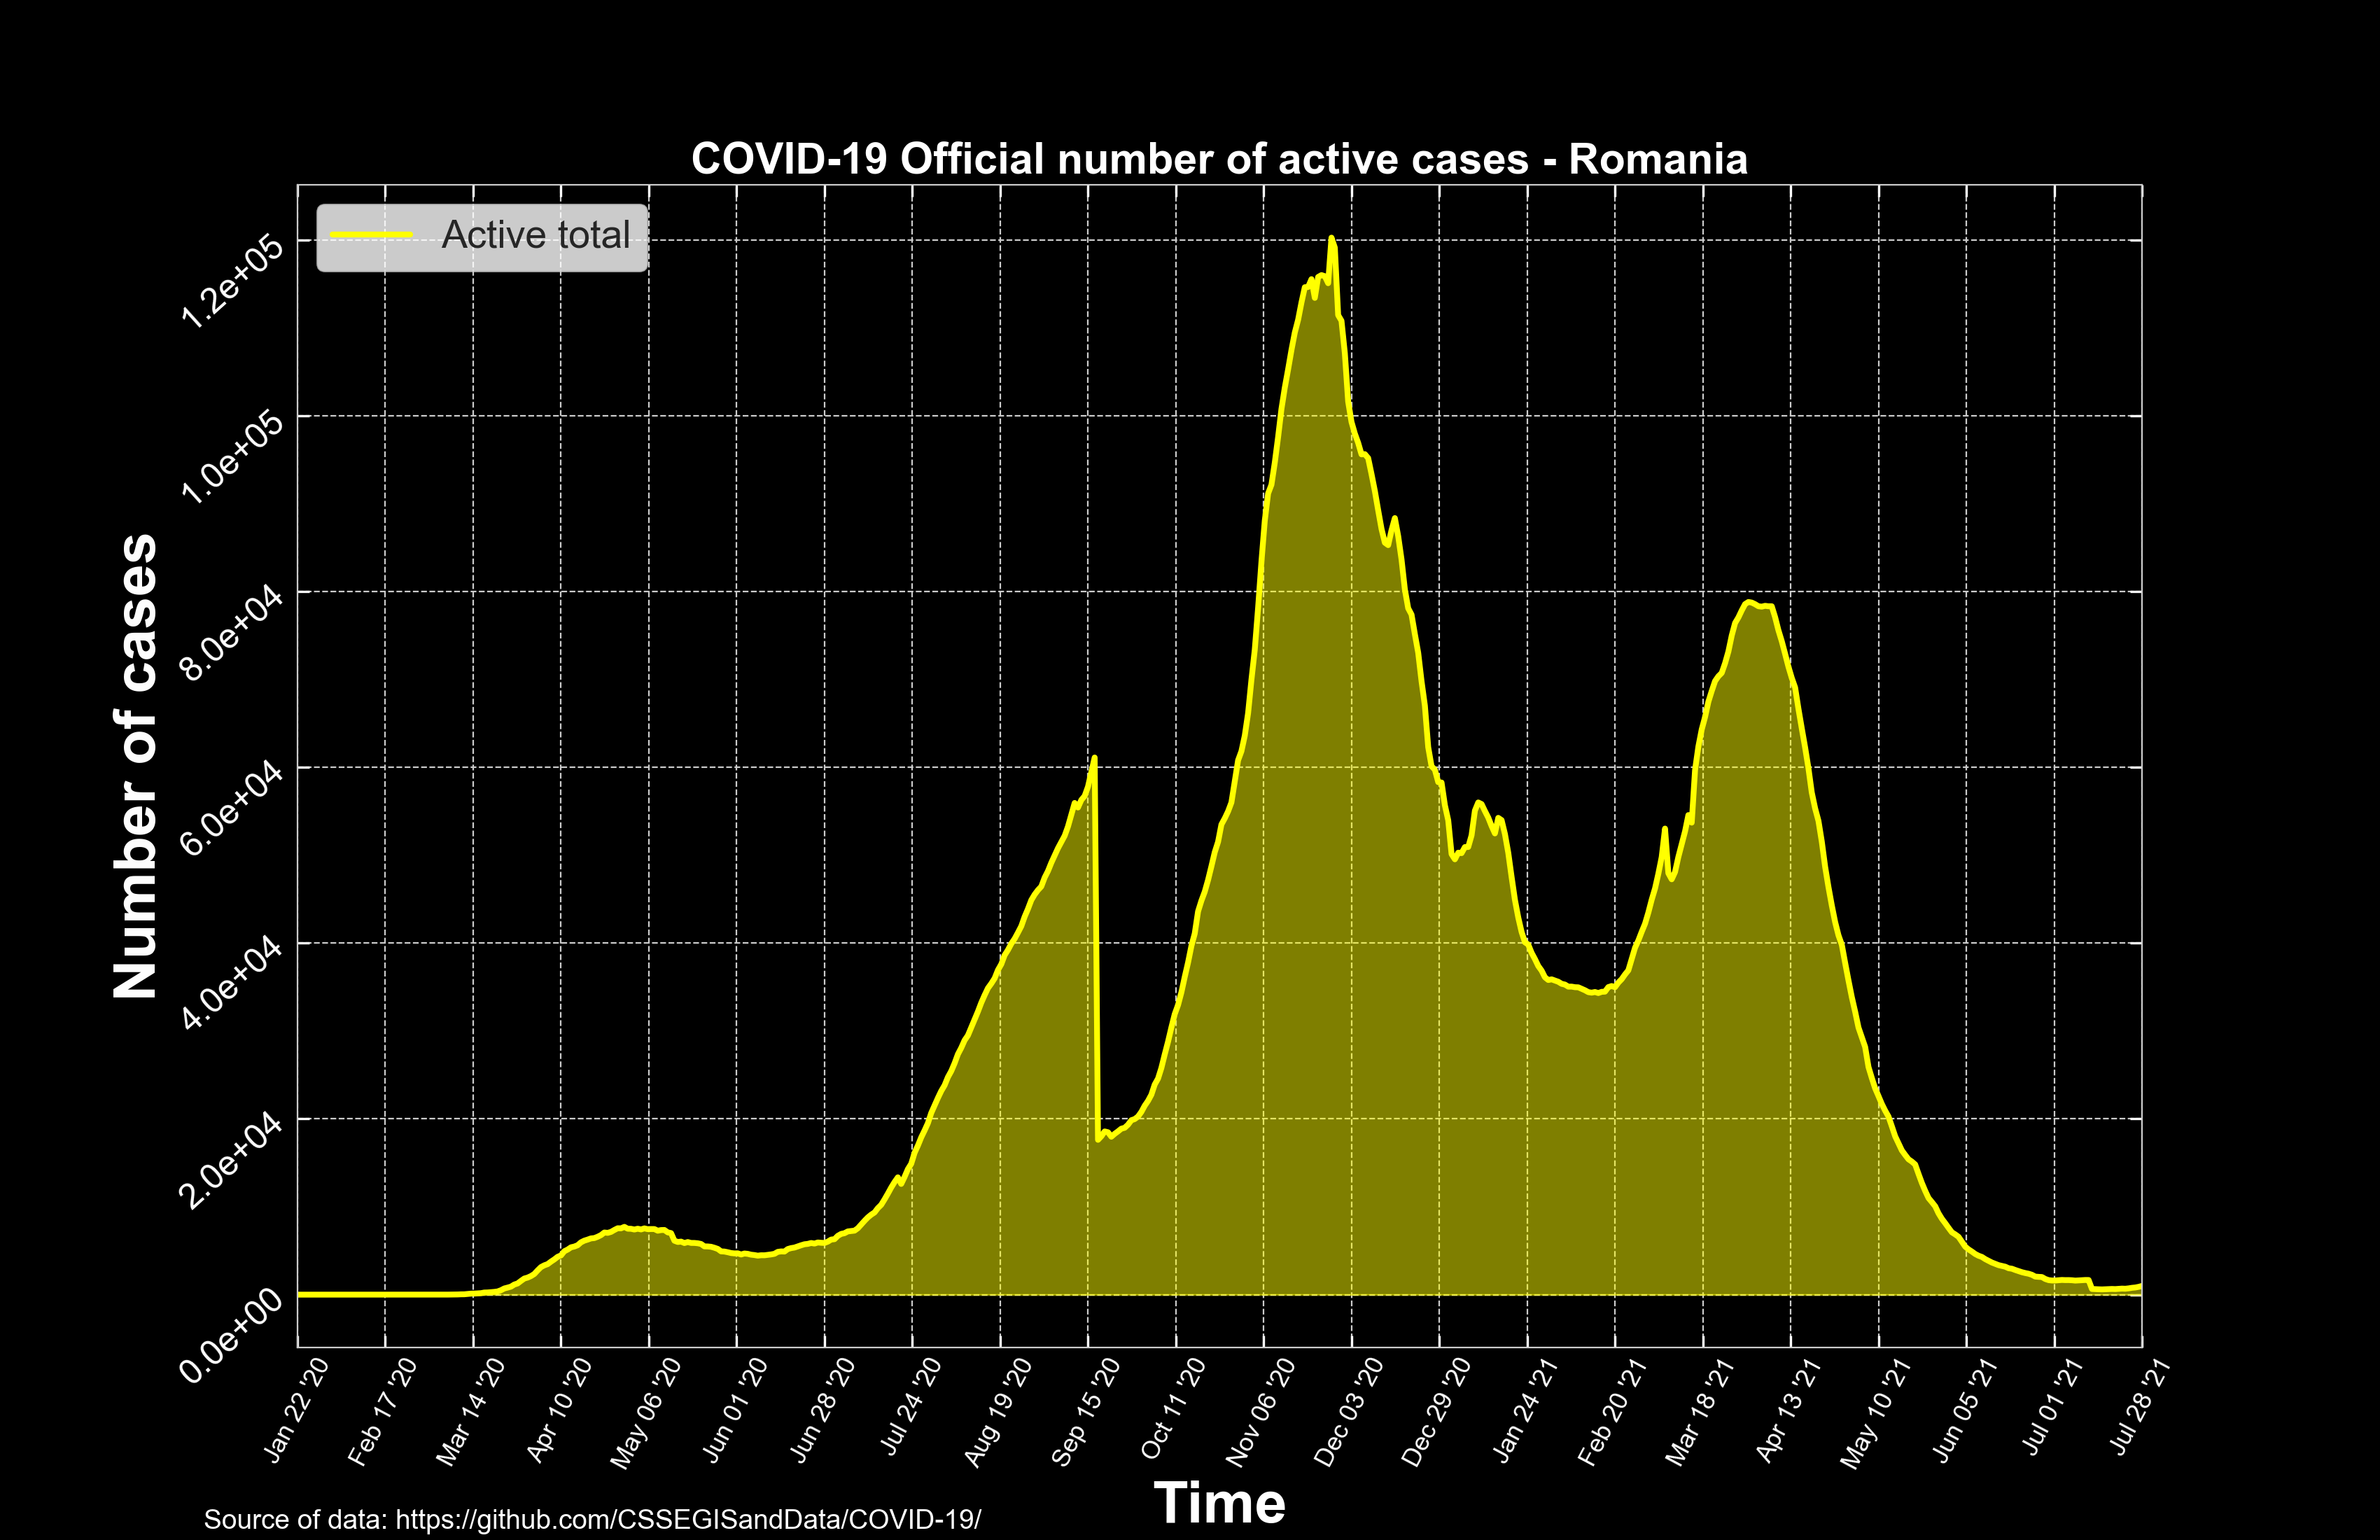 COVID-19 Official number of active cases - Romania
Active total
Number of cases
1.2e+05
1.0e+05
8.0e+04
6.0e+04
4.0e+04
2.0e+04
0.0e+00
Jan 22 '20
Feb 17 '20
Mar 14 '20
Apr 10 '20
May 06 '20
Jun 01 '20
Jun 28 '20
Jul 24 '20
Aug 19 '20
Sep 15 '20
Oct 11 '20
Nov 06 '20
Dec 03 '20
Dec 29 '20
Jan 24 '21
Feb 20 '21
Mar 18 '21
Apr 13 '21
May 10 '21
Jun 05 '21
Jul 01 '21
Jul 28 '21
Time
Source of data: https://github.com/CSSEGISandData/COVID-19/